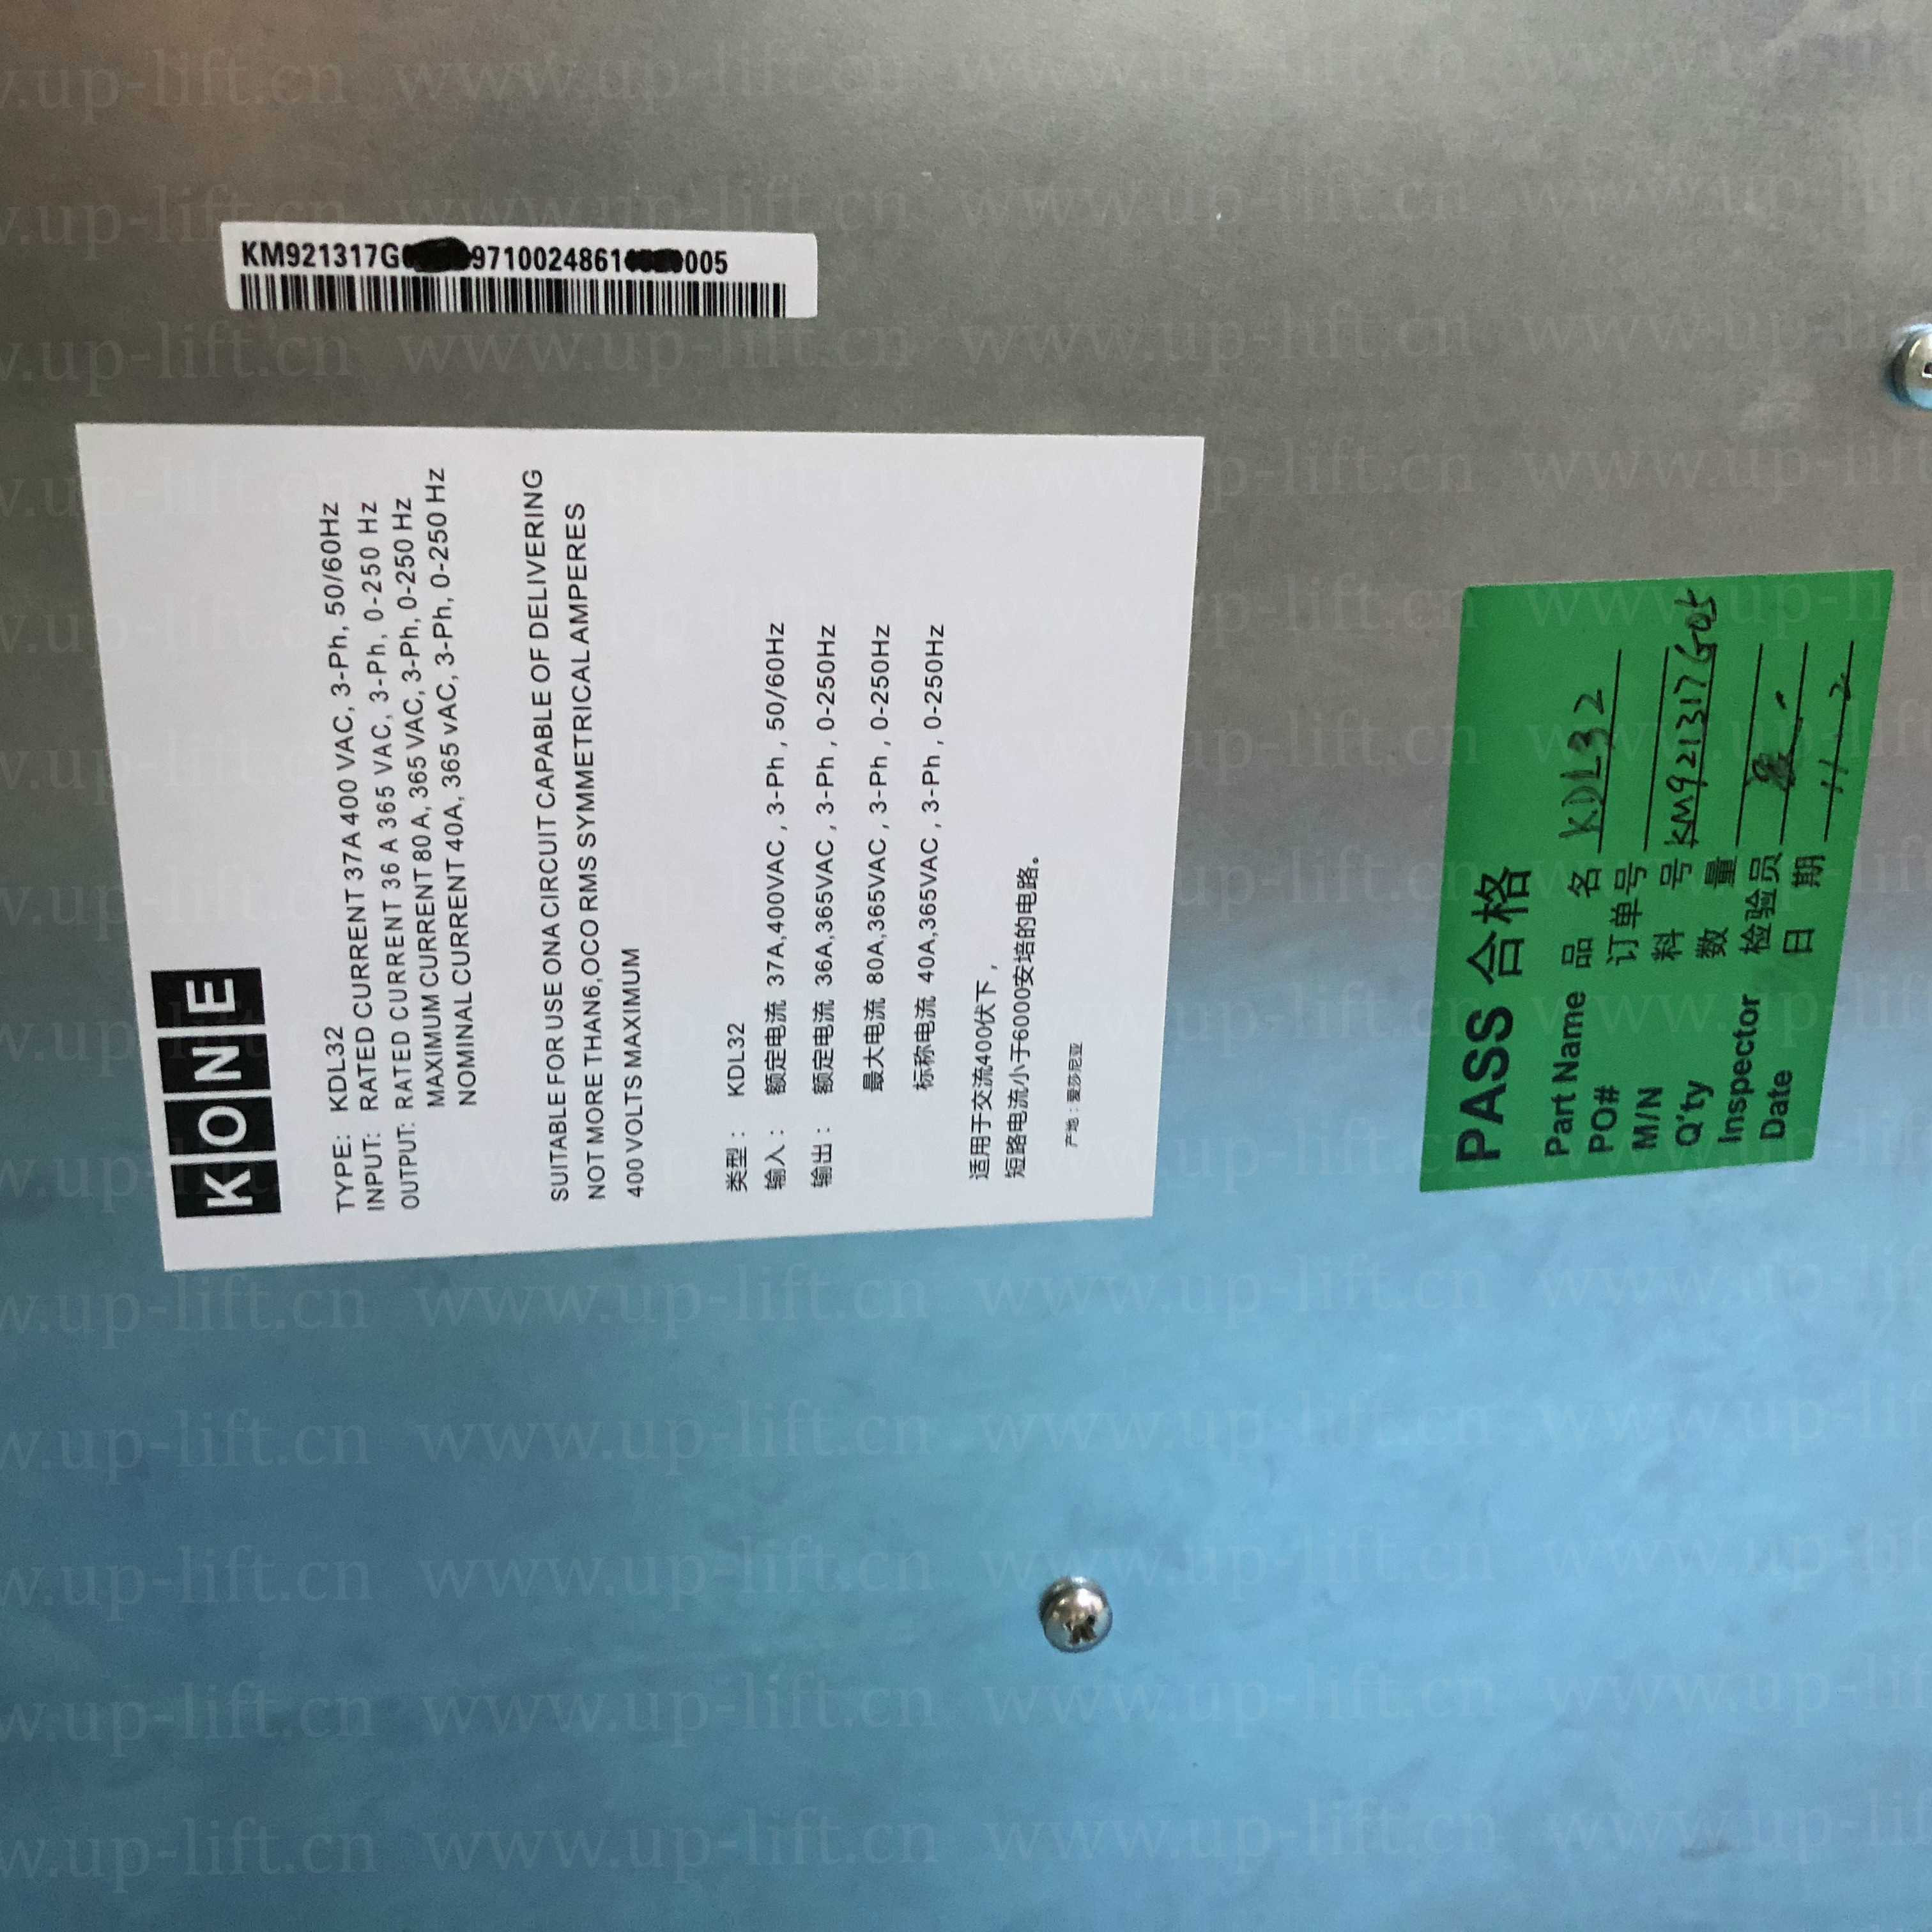 KM921317G
9710024861
005
KONE
TYPE: KDL32
INPUT: RATED CURRENT 37A 400 VAC, 3-Ph, 50/60Hz
OUTPUT: RATED CURRENT 36 A 365 VAC, 3-Ph, 0-250 Hz
MAXIMUM CURRENT 80 A, 365 VAC, 3-Ph, 0-250 Hz
NOMINAL CURRENT 40A, 365 VAC, 3-Ph, 0-250 Hz
SUITABLE FOR USE ONA CIRCUIT CAPABLE OF DELIVERING
NOT MORE THAN6,OCO RMS SYMMETRICAL AMPERES
400 VOLTS MAXIMUM
类型： KDL32
输入： 额定电流 37A,400VAC , 3-Ph , 50/60Hz
输出： 额定电流 36A,365VAC , 3-Ph , 0-250Hz
最大电流 80A,365VAC , 3-Ph , 0-250Hz
标称电流 40A,365VAC , 3-Ph , 0-250Hz
适用于交流400伏下，
短路电流小于6000安培的电路。
产地：爱莎尼亚
PASS 合格
Part Name 品 名 KDL32
PO# 订单号
M/N 料 号 KM921317G05
Q'ty 数 量
Inspector 检验员
Date 日 期 11.2
www.up-lift.cn